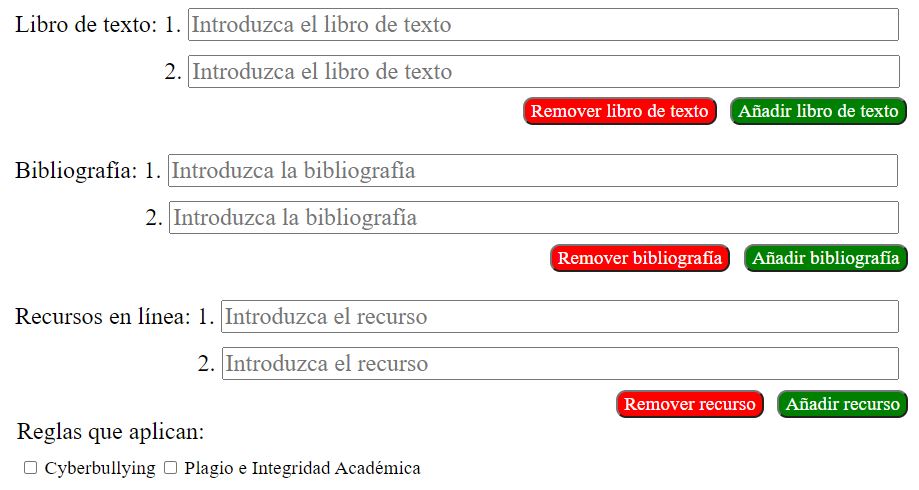 Libro de texto: 1. Introduzca el libro de texto
2. Introduzca el libro de texto
Remover libro de texto Añadir libro de texto
Bibliografía: 1. Introduzca la bibliografía
2. Introduzca la bibliografía
Remover bibliografía Añadir bibliografía
Recursos en línea: 1. Introduzca el recurso
2. Introduzca el recurso
Remover recurso Añadir recurso
Reglas que aplican:
Cyberbullying Plagio e Integridad Académica